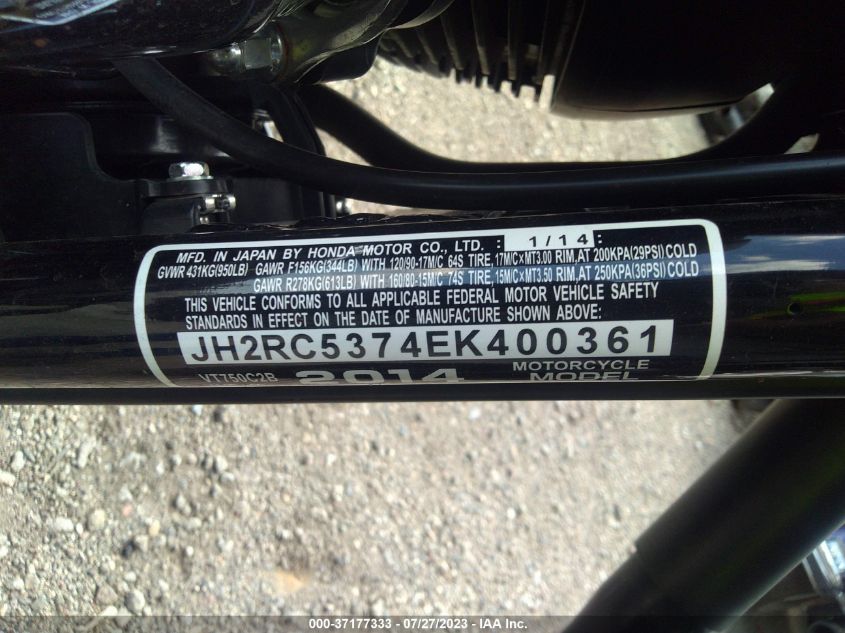 MFD. IN JAPAN BY HONDA MOTOR CO., LTD. : 1/14 :
GVWR 431KG(950LB) GAWR F156KG(344LB) WITH 120/90-17M/C 64S TIRE,17M/C×MT3.00 RIM,AT 200KPA(29PSI)COLD
GAWR R278KG(613LB) WITH 160/80-15M/C 74S TIRE,15M/C×MT3.50 RIM,AT 250KPA(36PSI)COLD
THIS VEHICLE CONFORMS TO ALL APPLICABLE FEDERAL MOTOR VEHICLE SAFETY
STANDARDS IN EFFECT ON THE DATE OF MANUFACTURE SHOWN ABOVE:
JH2RC5374EK400361
VT750C2B 2014 MOTORCYCLE
MODEL
000-37177333 - 07/27/2023 - IAA Inc.